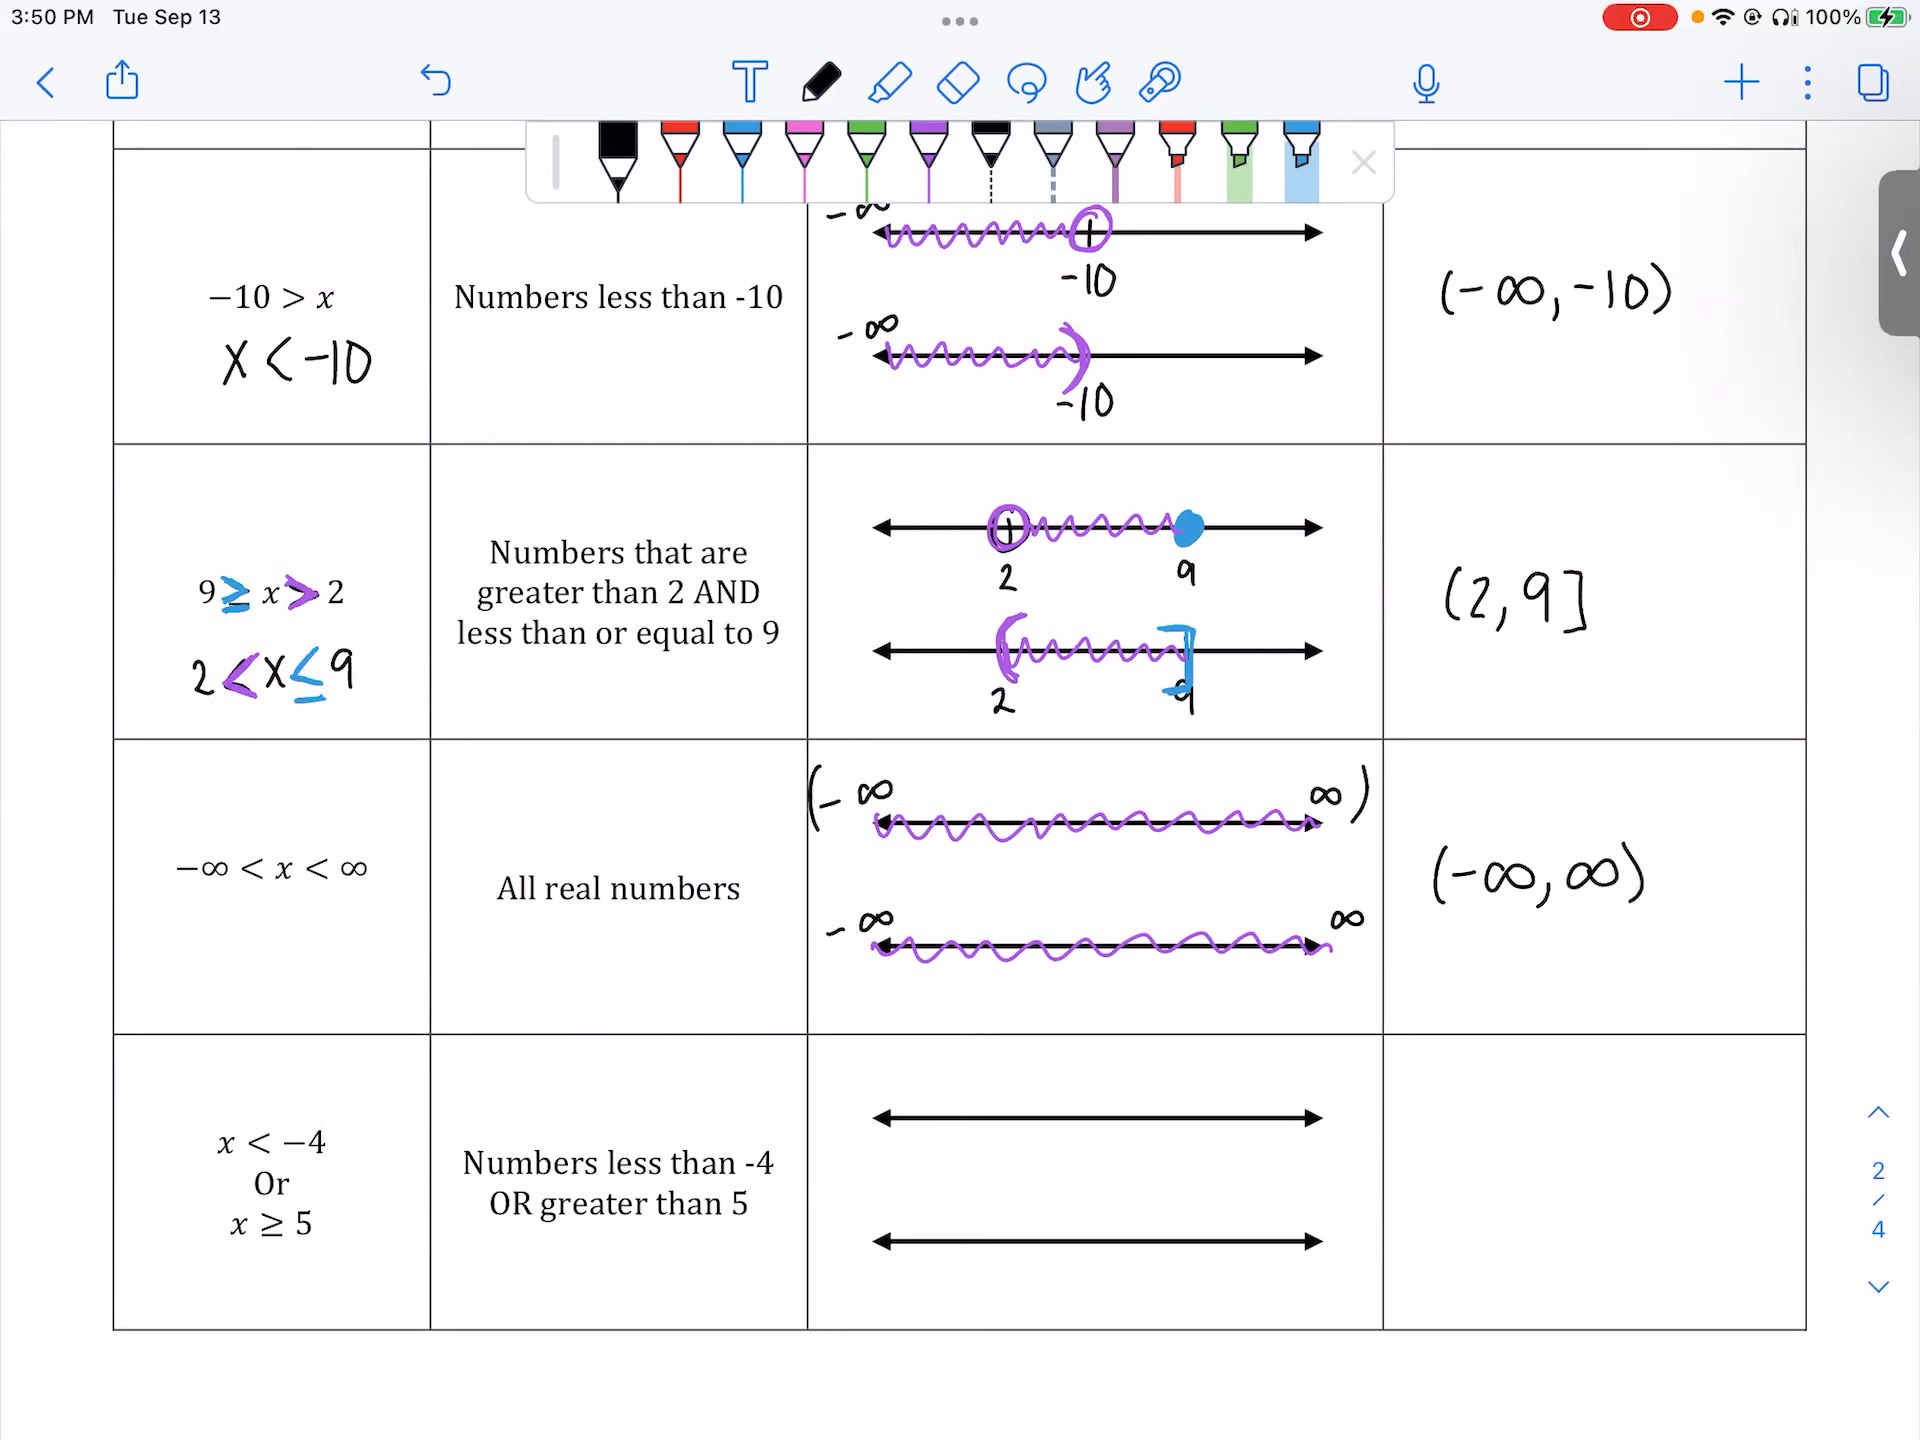 3:50 PM Tue Sep 13
100%
T
-∞
-10
−10 > x
x < -10
Numbers less than -10
-∞
-10
(-∞, -10)
9 ≥ x > 2
2 < x ≤ 9
Numbers that are
greater than 2 AND
less than or equal to 9
2 9
2 9
(2, 9]
−∞ < x < ∞
All real numbers
(-∞ ∞)
-∞ ∞
(-∞, ∞)
x < −4
Or
x ≥ 5
Numbers less than -4
OR greater than 5
2
/
4